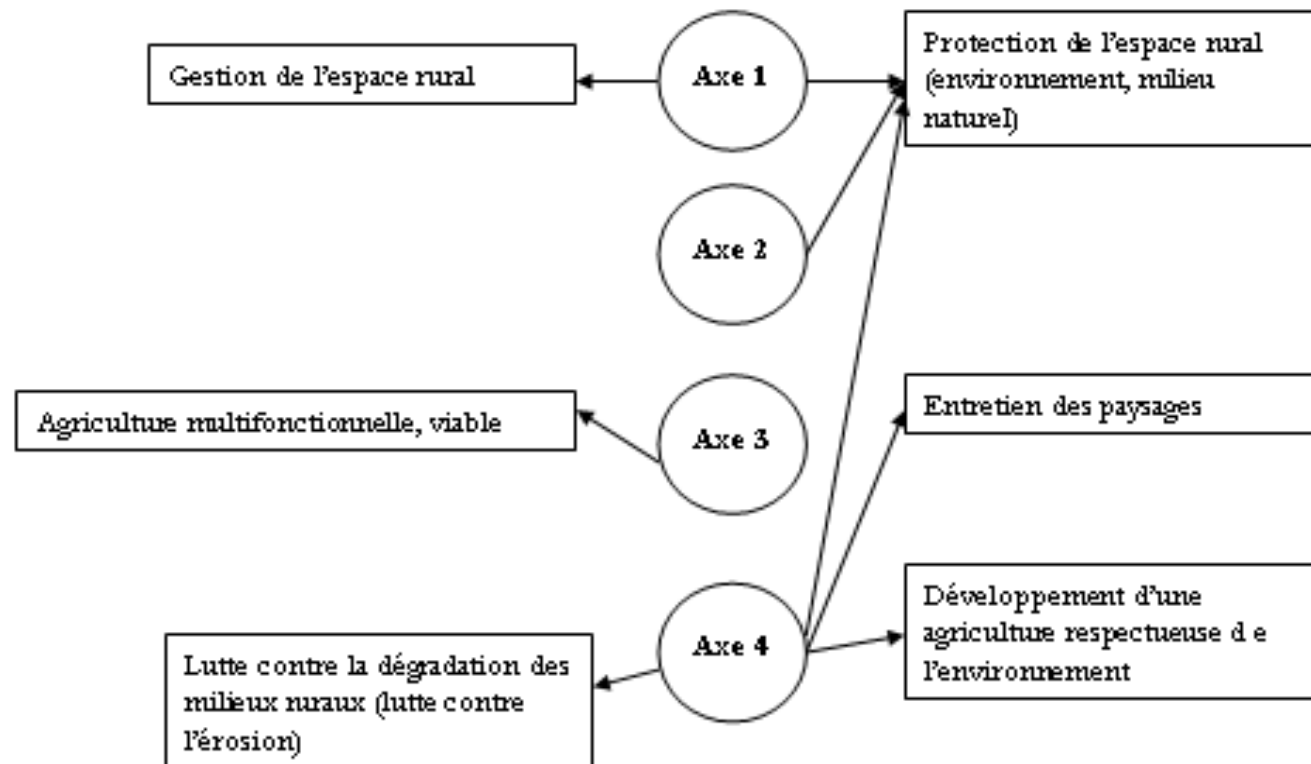 Gestion de l'espace rural
Axe 1
Protection de l'espace rural
(environnement, milieu
naturel)
Axe 2
Agriculture multifonctionnelle, viable
Axe 3
Entretien des paysages
Lutte contre la dégradation des
milieux ruraux (lutte contre
l'érosion)
Axe 4
Développement d'une
agriculture respectueuse d e
l'environnement